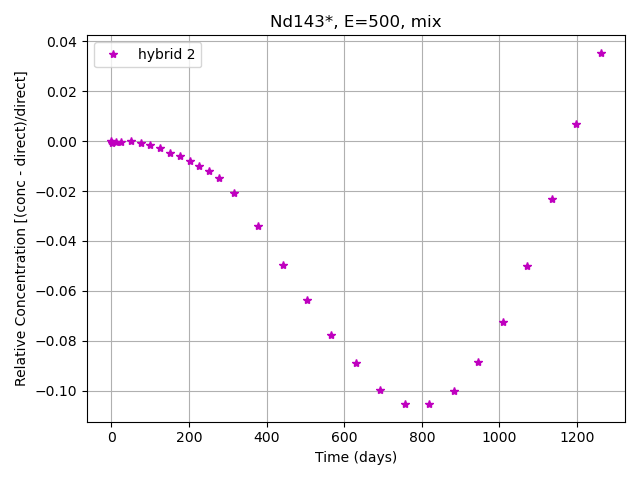 Nd143*, E=500, mix
hybrid 2
Relative Concentration [(conc - direct)/direct]
0.04
0.02
0.00
−0.02
−0.04
−0.06
−0.08
−0.10
0 200 400 600 800 1000 1200
Time (days)